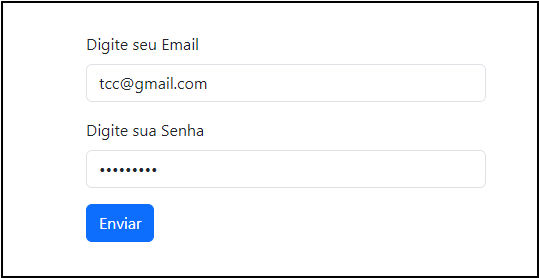 Digite seu Email
tcc@gmail.com
Digite sua Senha
•••••••••
Enviar